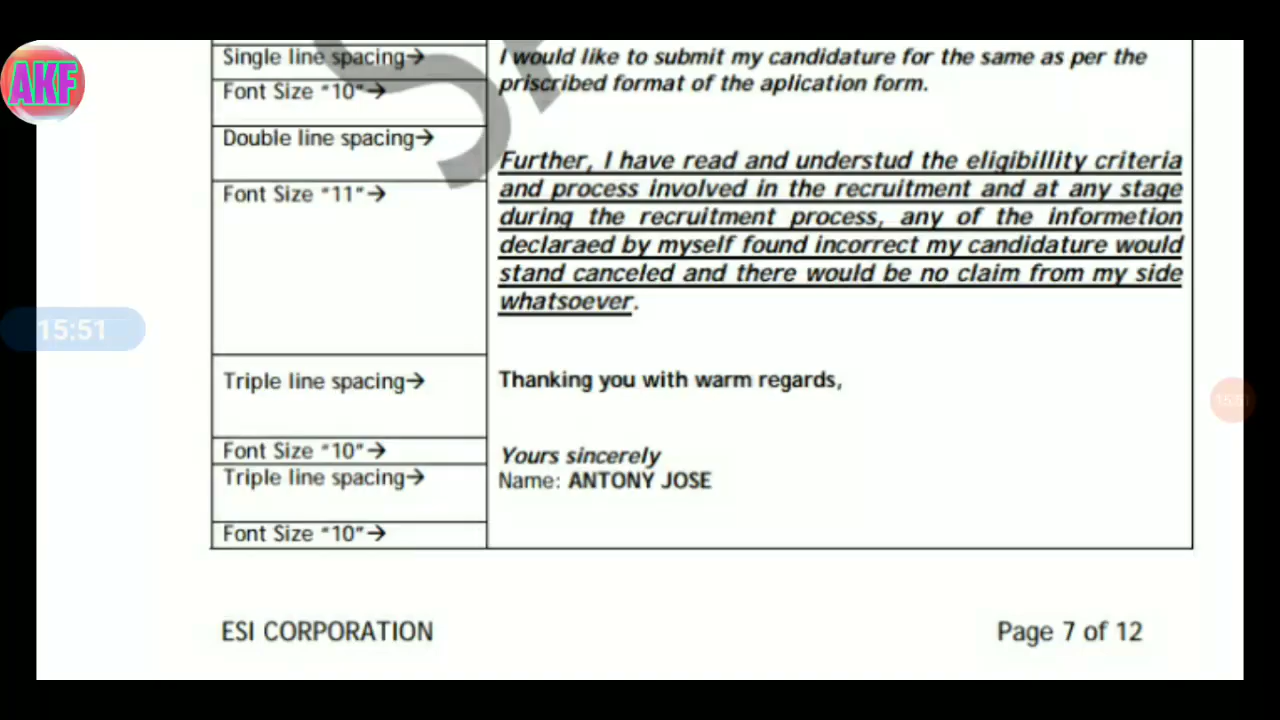 AKF
Single line spacing→
I would like to submit my candidature for the same as per the
priscribed format of the aplication form.
Font Size "10"→
Double line spacing→
Further, I have read and understud the eligibillity criteria
and process involved in the recruitment and at any stage
during the recruitment process, any of the informetion
declaraed by myself found incorrect my candidature would
stand canceled and there would be no claim from my side
whatsoever.
Font Size "11"→
15:51
15:51
Triple line spacing→
Thanking you with warm regards,
Font Size "10"→
Yours sincerely
Triple line spacing→
Name: ANTONY JOSE
Font Size "10"→
ESI CORPORATION
Page 7 of 12